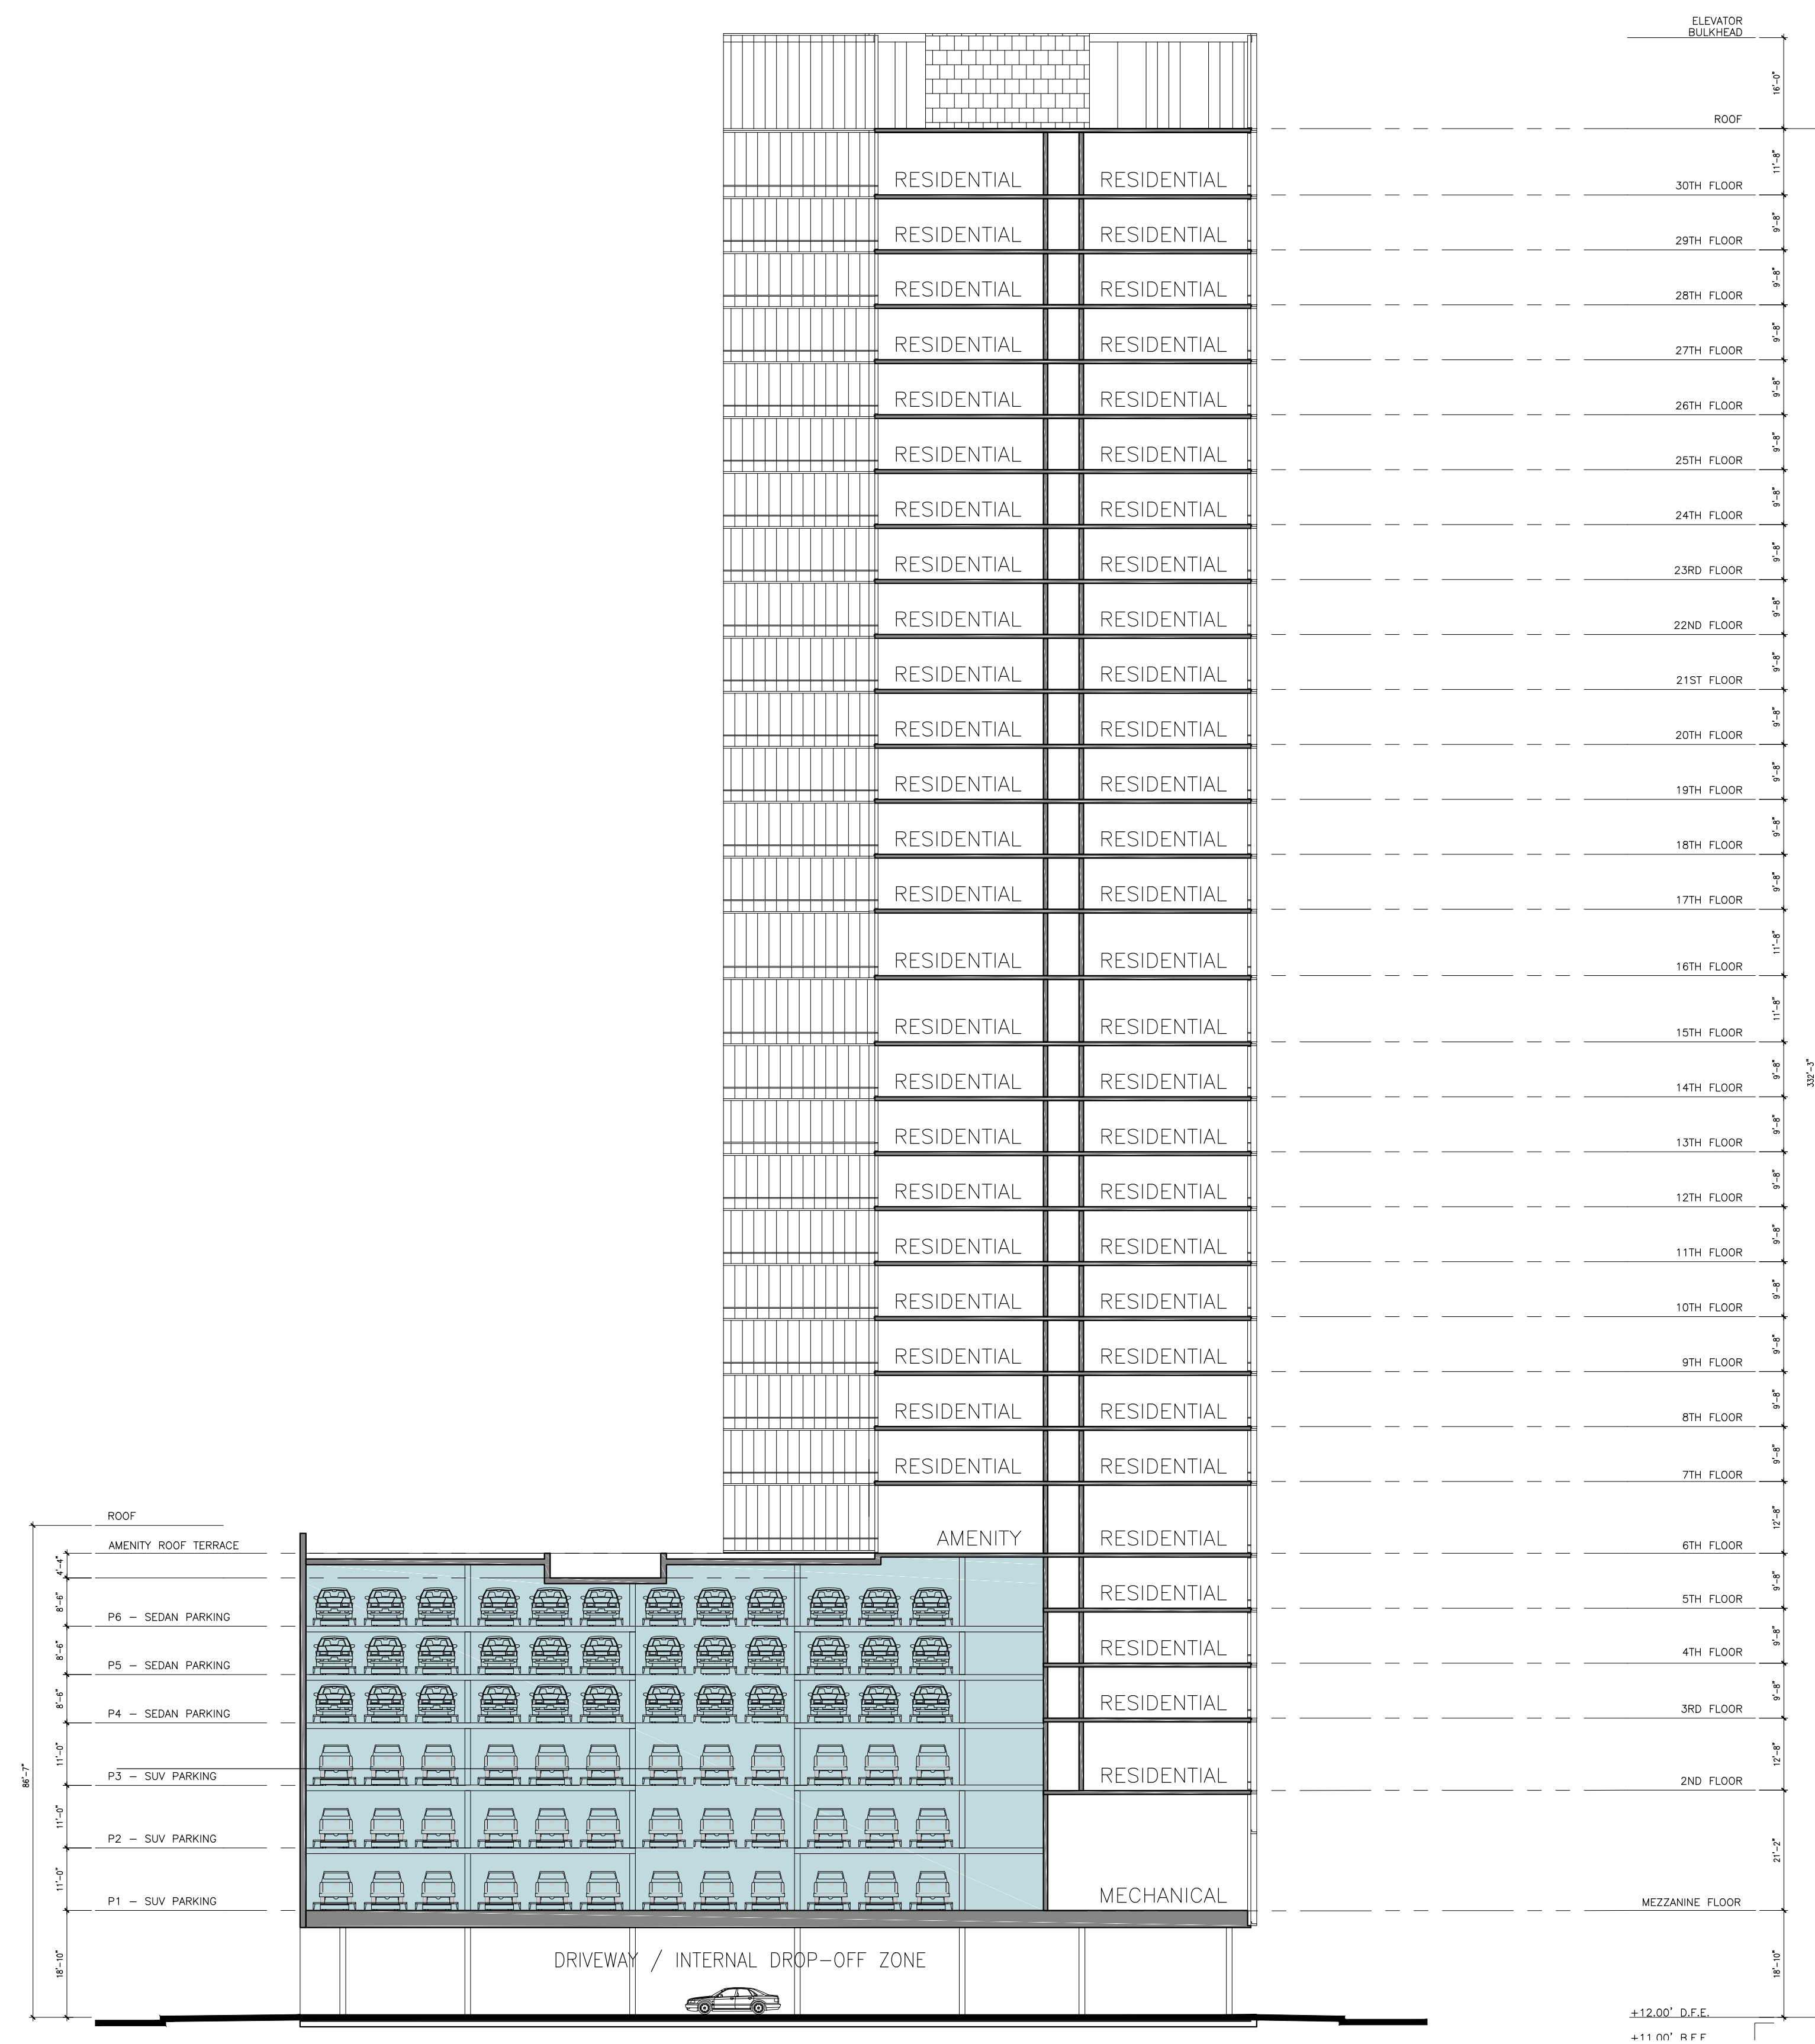 ELEVATOR
BULKHEAD
16'-0"
ROOF
11'-8"
RESIDENTIAL RESIDENTIAL 30TH FLOOR
9'-8"
RESIDENTIAL RESIDENTIAL 29TH FLOOR
9'-8"
RESIDENTIAL RESIDENTIAL 28TH FLOOR
9'-8"
RESIDENTIAL RESIDENTIAL 27TH FLOOR
9'-8"
RESIDENTIAL RESIDENTIAL 26TH FLOOR
9'-8"
RESIDENTIAL RESIDENTIAL 25TH FLOOR
9'-8"
RESIDENTIAL RESIDENTIAL 24TH FLOOR
9'-8"
RESIDENTIAL RESIDENTIAL 23RD FLOOR
9'-8"
RESIDENTIAL RESIDENTIAL 22ND FLOOR
9'-8"
RESIDENTIAL RESIDENTIAL 21ST FLOOR
9'-8"
RESIDENTIAL RESIDENTIAL 20TH FLOOR
9'-8"
RESIDENTIAL RESIDENTIAL 19TH FLOOR
9'-8"
RESIDENTIAL RESIDENTIAL 18TH FLOOR
9'-8"
RESIDENTIAL RESIDENTIAL 17TH FLOOR
11'-8"
RESIDENTIAL RESIDENTIAL 16TH FLOOR
11'-8"
RESIDENTIAL RESIDENTIAL 15TH FLOOR
9'-8"
332'-3"
RESIDENTIAL RESIDENTIAL 14TH FLOOR
9'-8"
RESIDENTIAL RESIDENTIAL 13TH FLOOR
9'-8"
RESIDENTIAL RESIDENTIAL 12TH FLOOR
9'-8"
RESIDENTIAL RESIDENTIAL 11TH FLOOR
9'-8"
RESIDENTIAL RESIDENTIAL 10TH FLOOR
9'-8"
RESIDENTIAL RESIDENTIAL 9TH FLOOR
9'-8"
RESIDENTIAL RESIDENTIAL 8TH FLOOR
9'-8"
RESIDENTIAL RESIDENTIAL 7TH FLOOR
12'-8"
ROOF
AMENITY ROOF TERRACE AMENITY RESIDENTIAL 6TH FLOOR
4'-4"
9'-8"
RESIDENTIAL 5TH FLOOR
8'-6"
P6 – SEDAN PARKING
9'-8"
RESIDENTIAL 4TH FLOOR
8'-6"
P5 – SEDAN PARKING
9'-8"
RESIDENTIAL 3RD FLOOR
8'-6"
P4 – SEDAN PARKING
12'-8"
11'-0"
P3 – SUV PARKING RESIDENTIAL 2ND FLOOR
86'-7"
11'-0"
P2 – SUV PARKING
21'-2"
11'-0"
P1 – SUV PARKING MECHANICAL MEZZANINE FLOOR
18'-10"
DRIVEWAY / INTERNAL DROP–OFF ZONE
18'-10"
+12.00' D.F.E.
+11.00' B.F.E.